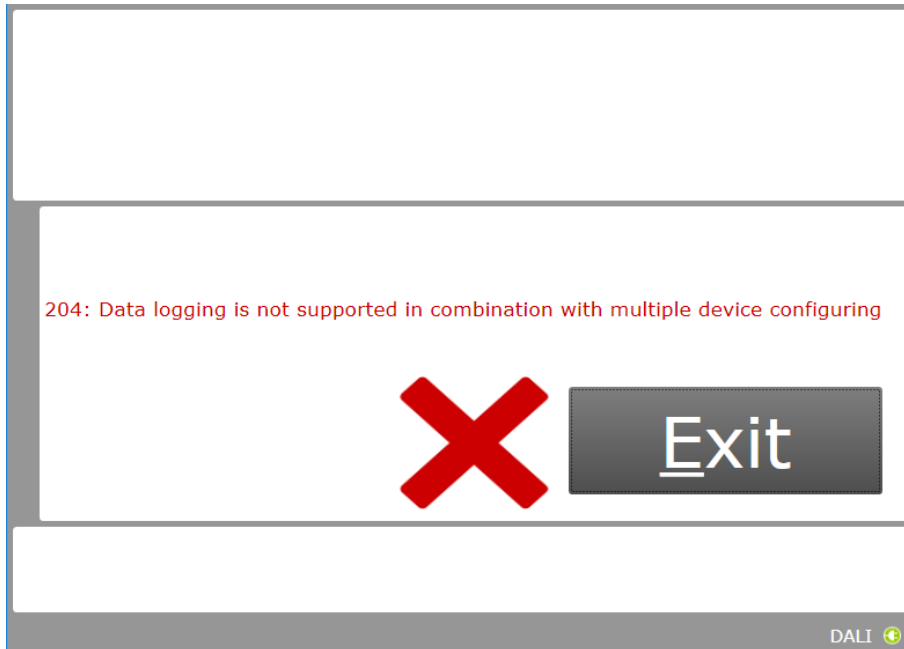 204: Data logging is not supported in combination with multiple device configuring
Exit
DALI